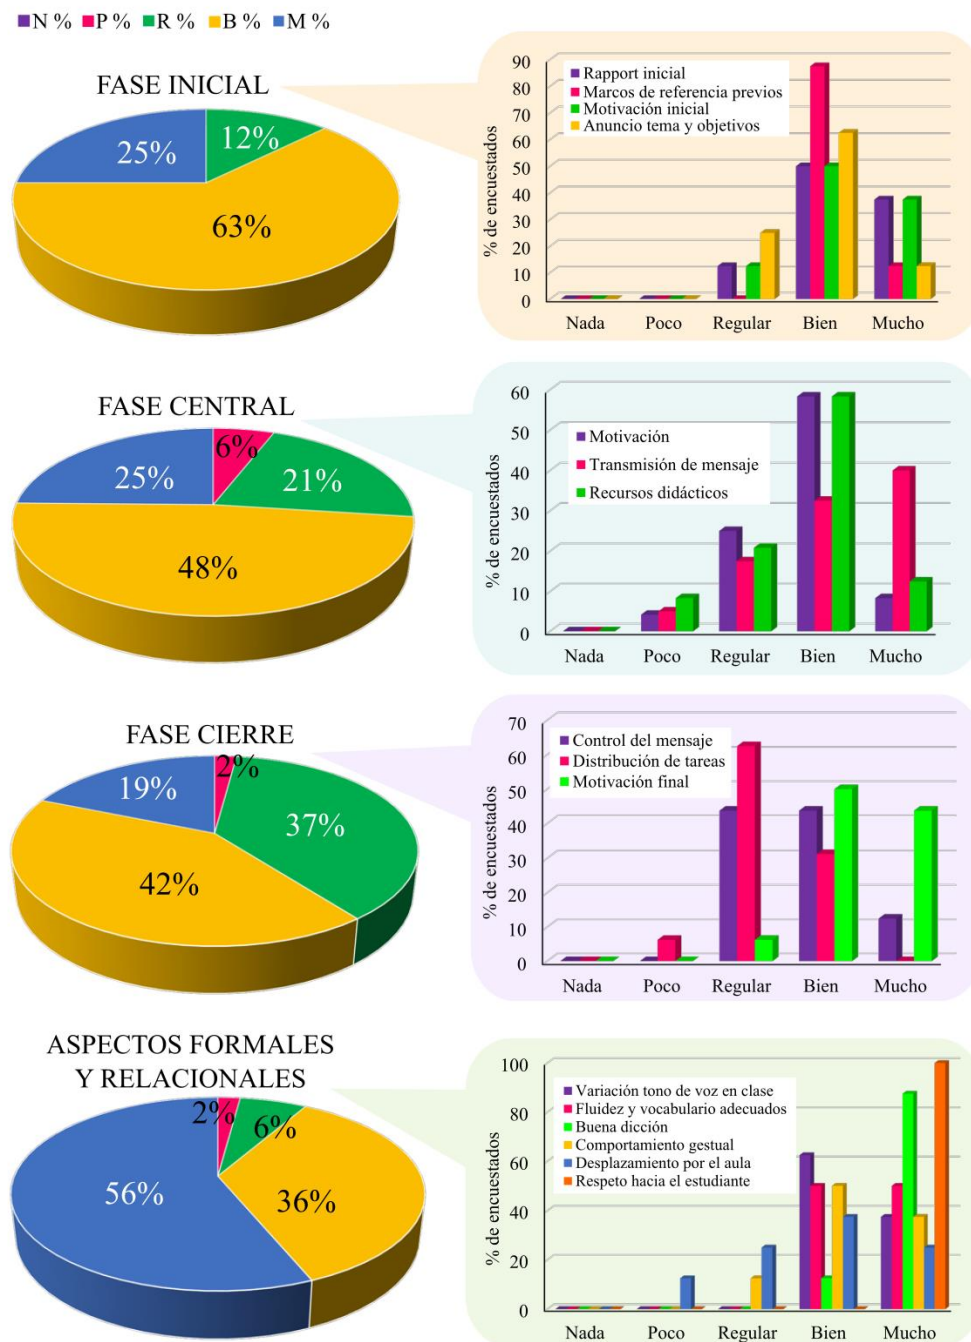 N % P % R % B % M %
FASE INICIAL
25%
12%
63%
% de encuestados
90
80
70
60
50
40
30
20
10
0
Rapport inicial
Marcos de referencia previos
Motivación inicial
Anuncio tema y objetivos
Nada Poco Regular Bien Mucho
FASE CENTRAL
6%
25%
21%
48%
% de encuestados
60
50
40
30
20
10
0
Motivación
Transmisión de mensaje
Recursos didácticos
Nada Poco Regular Bien Mucho
FASE CIERRE
2%
19%
37%
42%
% de encuestados
70
60
50
40
30
20
10
0
Control del mensaje
Distribución de tareas
Motivación final
Nada Poco Regular Bien Mucho
ASPECTOS FORMALES
Y RELACIONALES
2%
6%
56%
36%
% de encuestados
100
80
60
40
20
0
Variación tono de voz en clase
Fluidez y vocabulario adecuados
Buena dicción
Comportamiento gestual
Desplazamiento por el aula
Respeto hacia el estudiante
Nada Poco Regular Bien Mucho